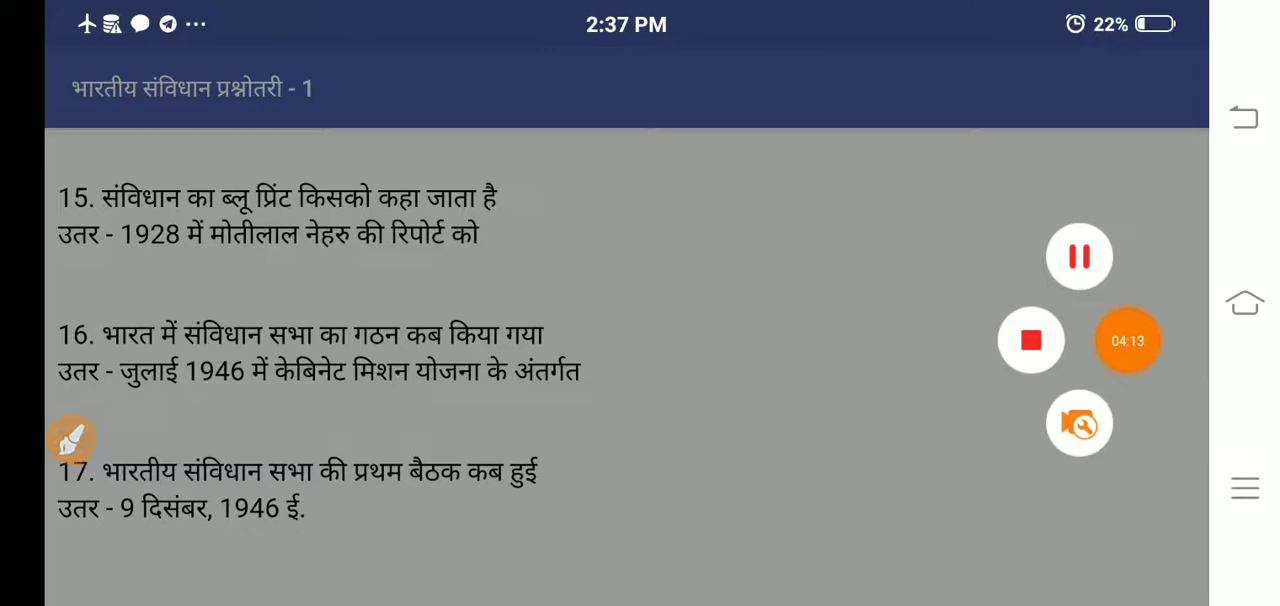 2:37 PM
22%
भारतीय संविधान प्रश्नोतरी - 1
15. संविधान का ब्लू प्रिंट किसको कहा जाता है
उतर - 1928 में मोतीलाल नेहरु की रिपोर्ट को
16. भारत में संविधान सभा का गठन कब किया गया
उतर - जुलाई 1946 में केबिनेट मिशन योजना के अंतर्गत
04:13
17. भारतीय संविधान सभा की प्रथम बैठक कब हुई
उतर - 9 दिसंबर, 1946 ई.